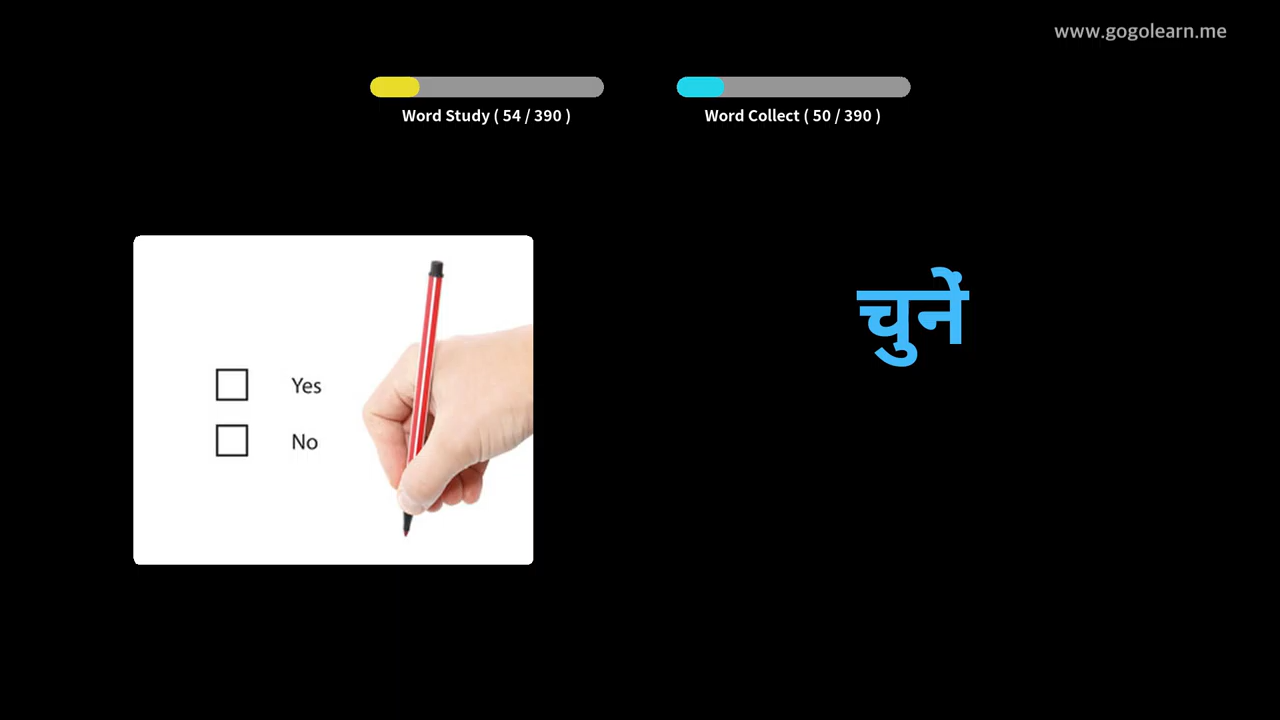 www.gogolearn.me
Word Study ( 54 / 390 )
Word Collect ( 50 / 390 )
चुनें
Yes
No